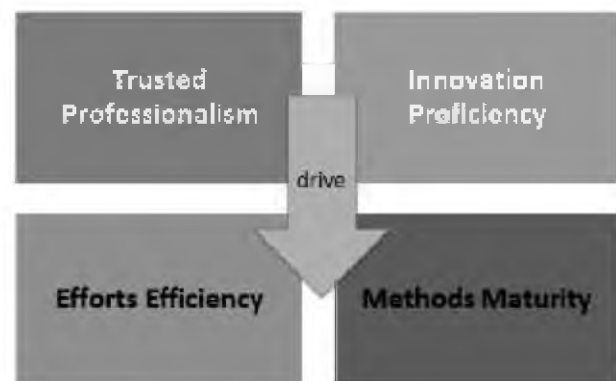 Trusted
Professionalism
Innovation
Proficiency
drive
Efforts Efficiency
Methods Maturity